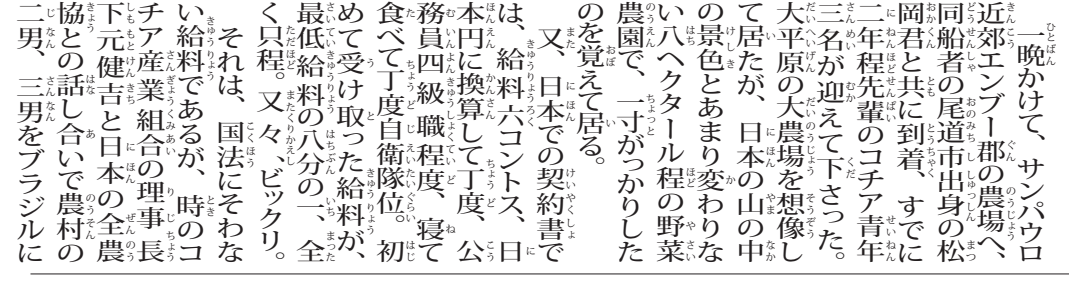 一晩かけて、サンパウロ
近郊エンブー郡の農場へ、
同船者の尾道市出身の松
岡君と共に到着、すでに
二年程先輩のコチア青年
三名が迎えて下さった。
大平原の大農場を想像し
て居たが、日本の山の中
の景色とあまり変わりな
い八ヘクタール程の野菜
農園で、一寸がっかりした
のを覚えて居る。
又、日本での契約書で
は、給料六コントス、日
本円に換算して丁度、公
務員四級職程度、寝て
食べて丁度自衛隊位。初
めて受け取った給料が、
最低給料の八分の一、全
く只程。又々、ビックリ。
それは、国法にそわな
い給料であるが、時のコ
チア産業組合の理事長
下元健吉と日本の全農
協との話し合いで農村の
二男、三男をブラジルに